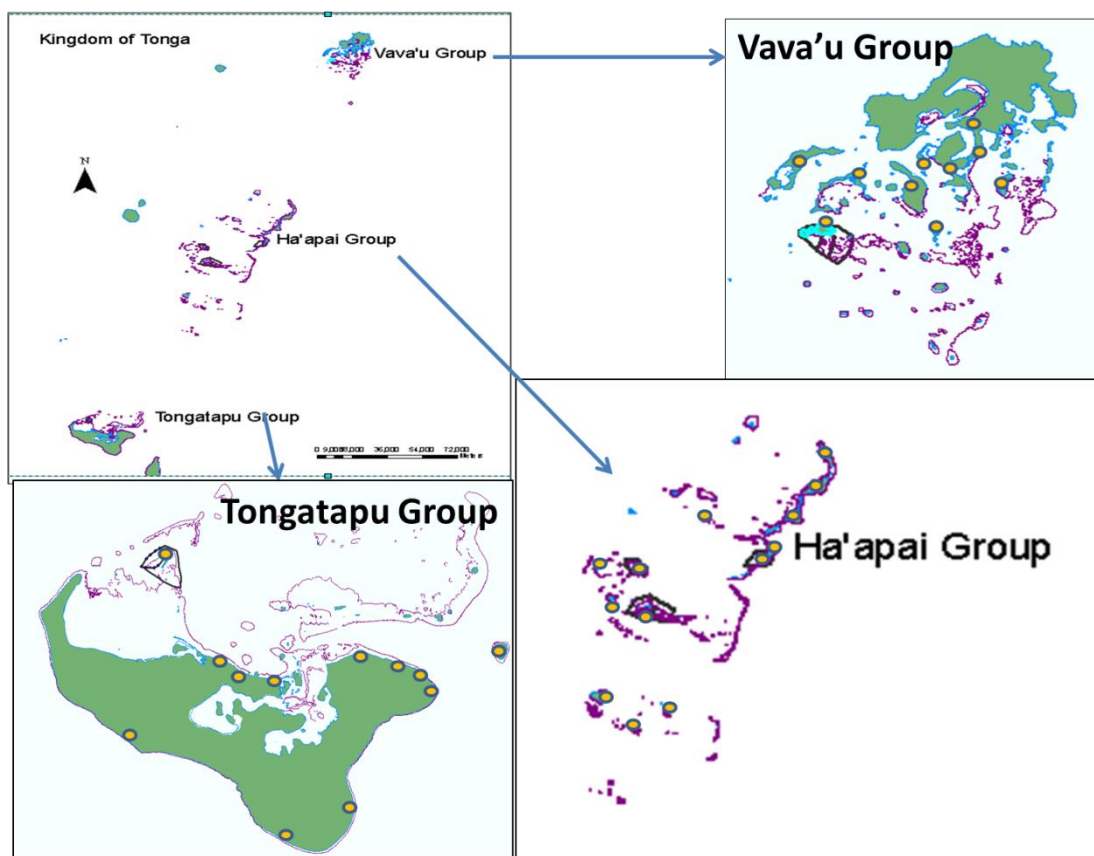 Kingdom of Tonga
Vava'u Group
Vava’u Group
N
Ha'apai Group
Tongatapu Group
Ha'apai Group
Tongatapu Group